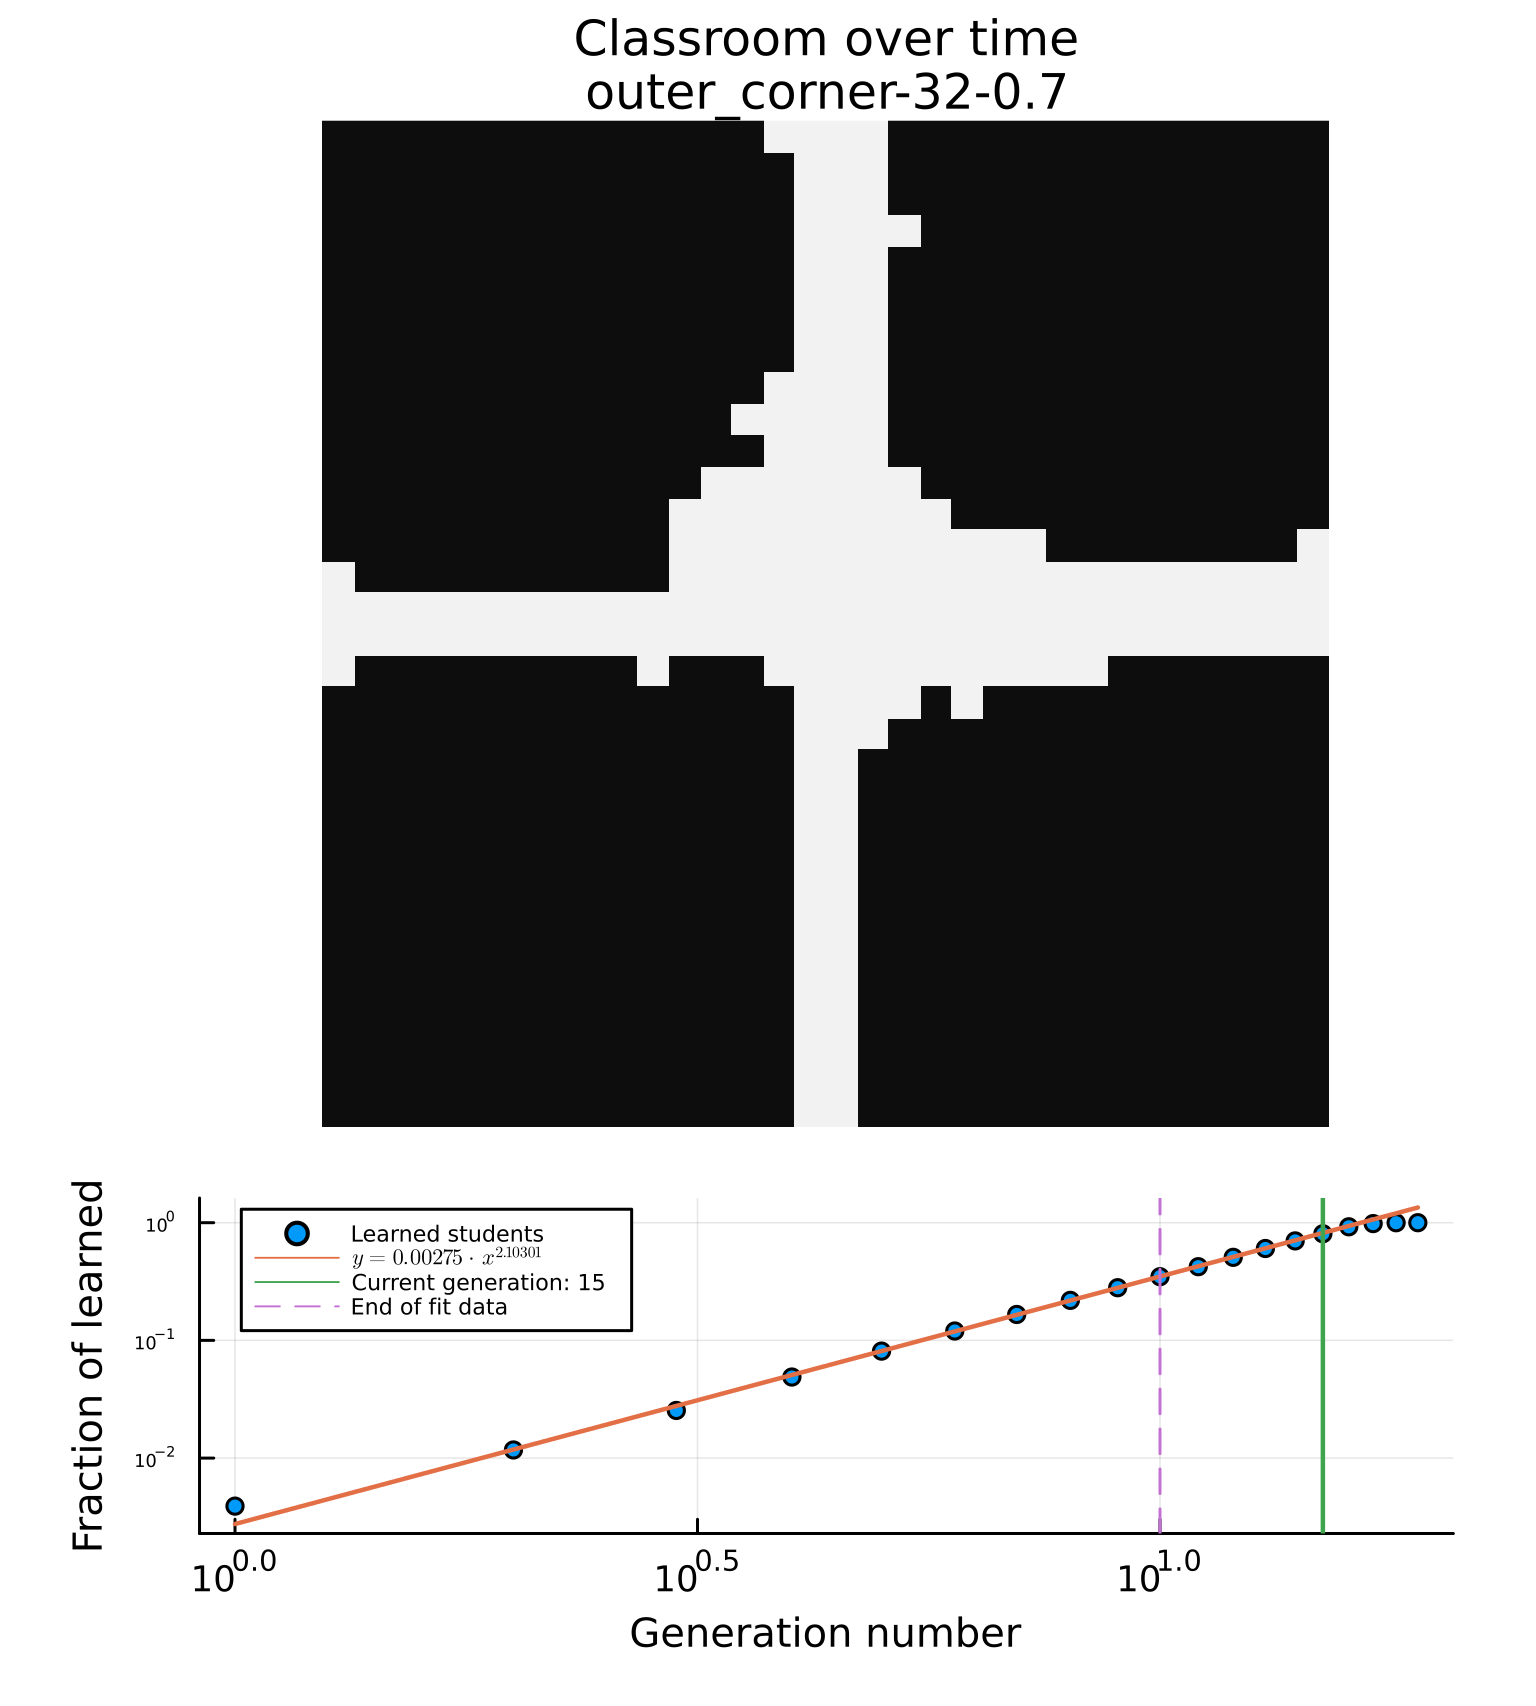 Classroom over time
outer_corner-32-0.7
Fraction of learned
10^0
10^−1
10^−2
Learned students
y = 0.00275 · x^2.10301
Current generation: 15
End of fit data
10^0.0 10^0.5 10^1.0
Generation number